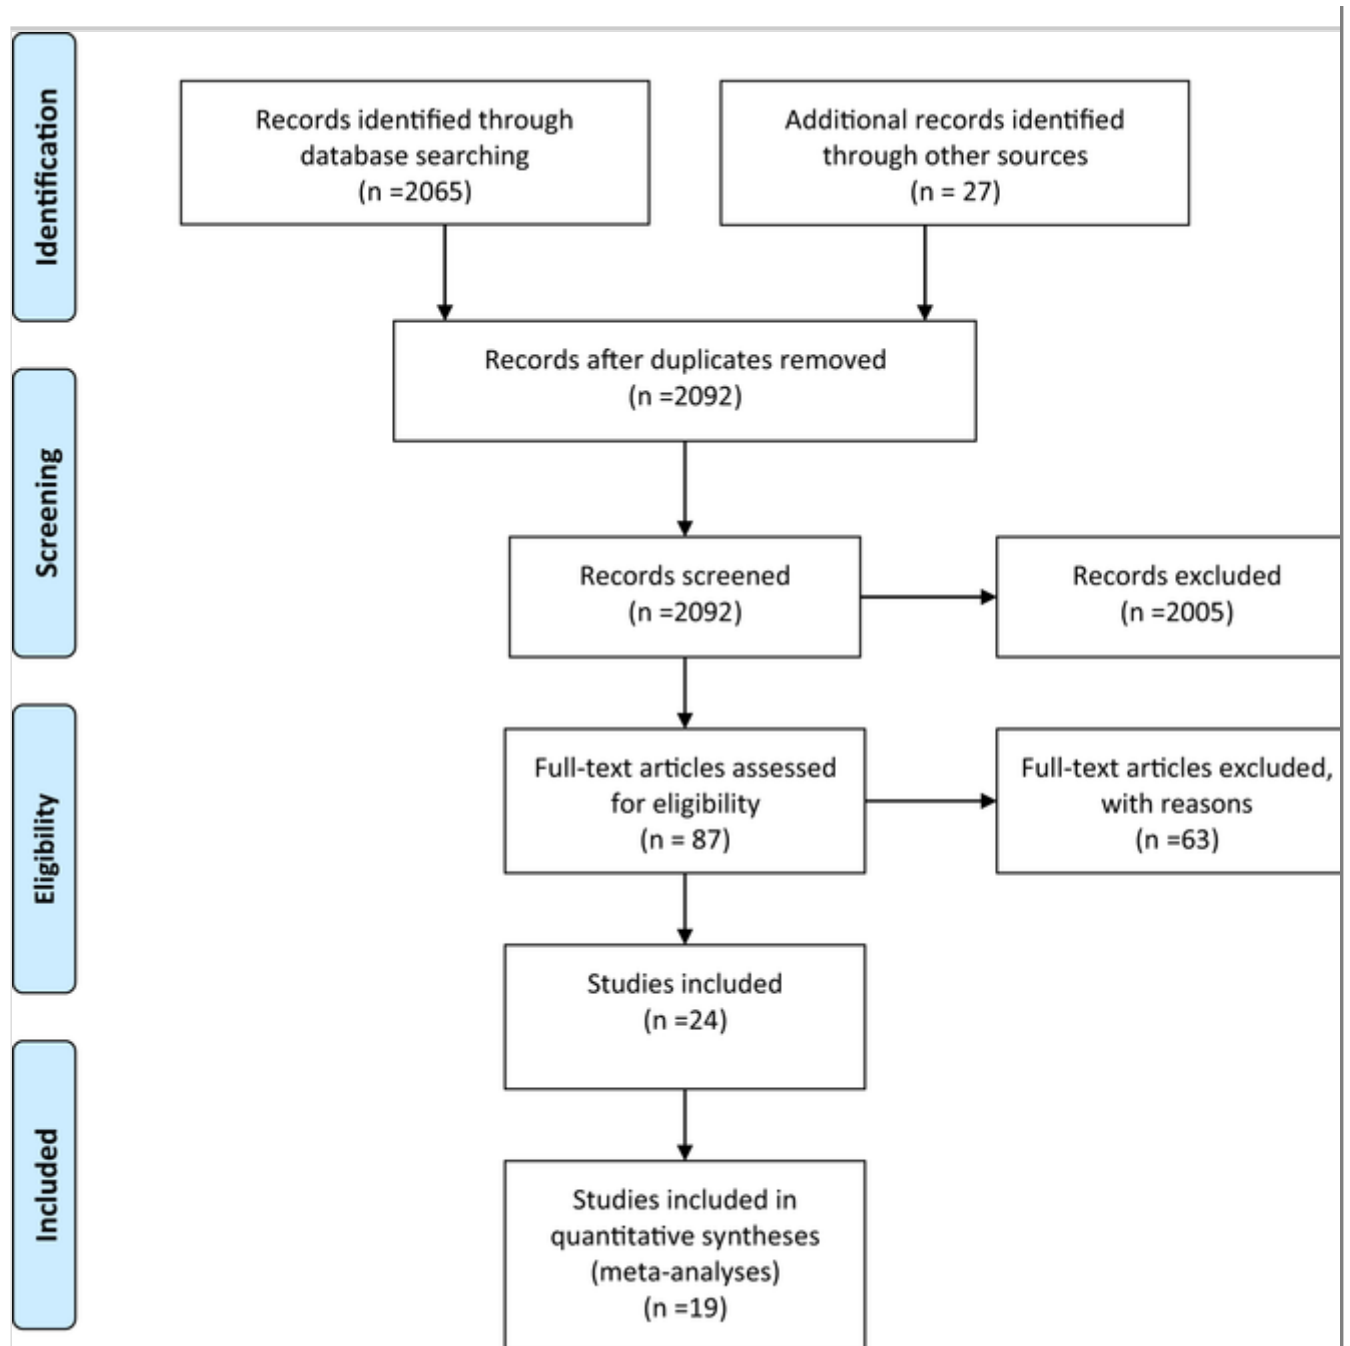 Identification
Records identified through
database searching
(n =2065)
Additional records identified
through other sources
(n = 27)
Records after duplicates removed
(n =2092)
Screening
Records screened
(n =2092)
Records excluded
(n =2005)
Eligibility
Full-text articles assessed
for eligibility
(n = 87)
Full-text articles excluded,
with reasons
(n =63)
Studies included
(n =24)
Included
Studies included in
quantitative syntheses
(meta-analyses)
(n =19)